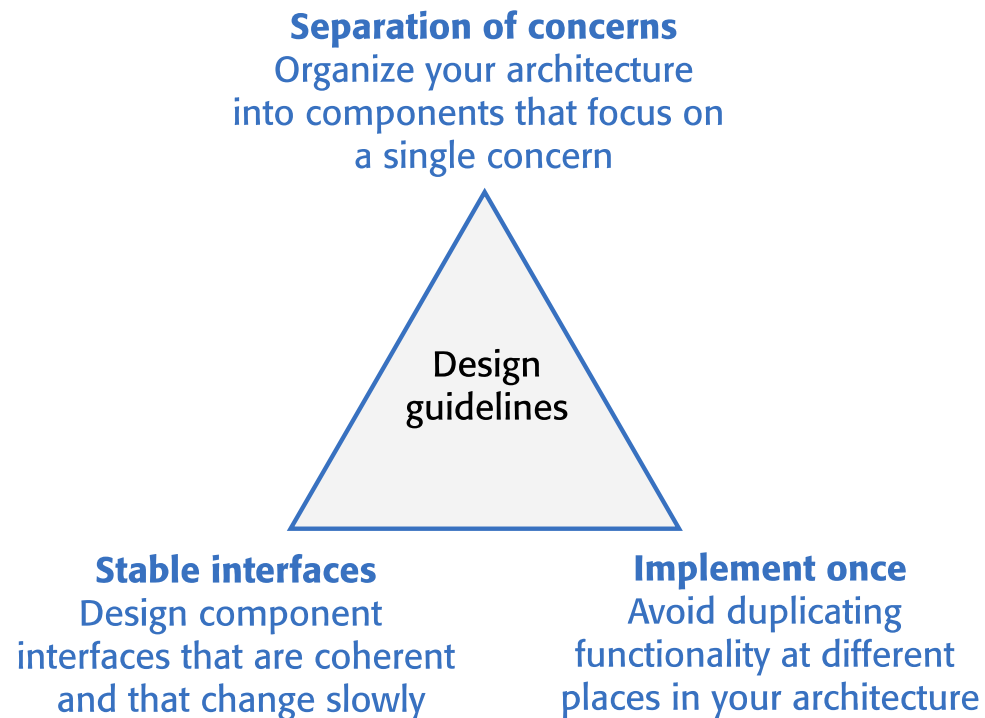 Separation of concerns
Organize your architecture
into components that focus on
a single concern
Design
guidelines
Stable interfaces
Design component
interfaces that are coherent
and that change slowly
Implement once
Avoid duplicating
functionality at different
places in your architecture